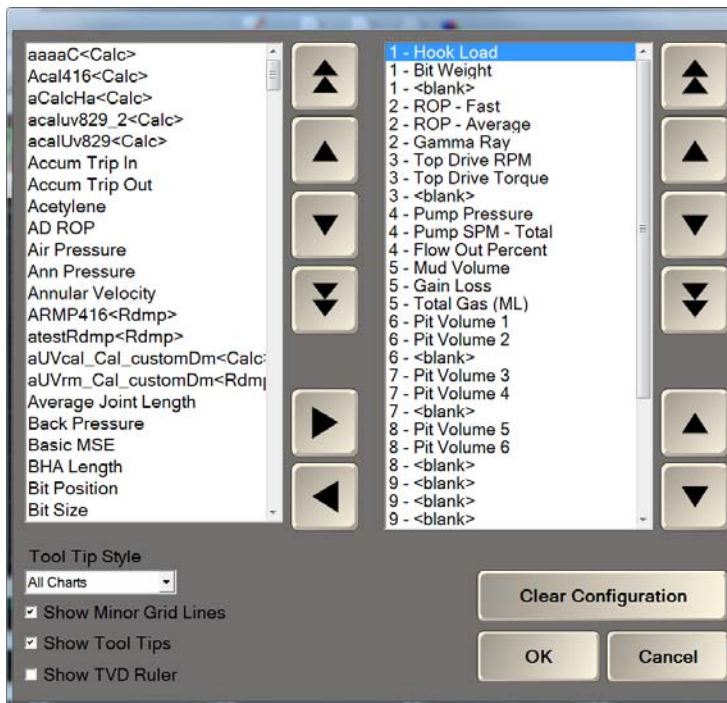 aaaaC<Calc>
Acal416<Calc>
aCalcHa<Calc>
acaluv829_2<Calc>
acalUv829<Calc>
Accum Trip In
Accum Trip Out
Acetylene
AD ROP
Air Pressure
Ann Pressure
Annular Velocity
ARMP416<Rdmp>
atestRdmp<Rdmp>
aUVcal_Cal_customDm<Calc>
aUVrm_Cal_customDm<Rdmp
Average Joint Length
Back Pressure
Basic MSE
BHA Length
Bit Position
Bit Size
1 - Hook Load
1 - Bit Weight
1 - <blank>
2 - ROP - Fast
2 - ROP - Average
2 - Gamma Ray
3 - Top Drive RPM
3 - Top Drive Torque
3 - <blank>
4 - Pump Pressure
4 - Pump SPM - Total
4 - Flow Out Percent
5 - Mud Volume
5 - Gain Loss
5 - Total Gas (ML)
6 - Pit Volume 1
6 - Pit Volume 2
6 - <blank>
7 - Pit Volume 3
7 - Pit Volume 4
7 - <blank>
8 - Pit Volume 5
8 - Pit Volume 6
8 - <blank>
9 - <blank>
9 - <blank>
9 - <blank>
Tool Tip Style
All Charts
Show Minor Grid Lines
Show Tool Tips
Show TVD Ruler
Clear Configuration
OK
Cancel